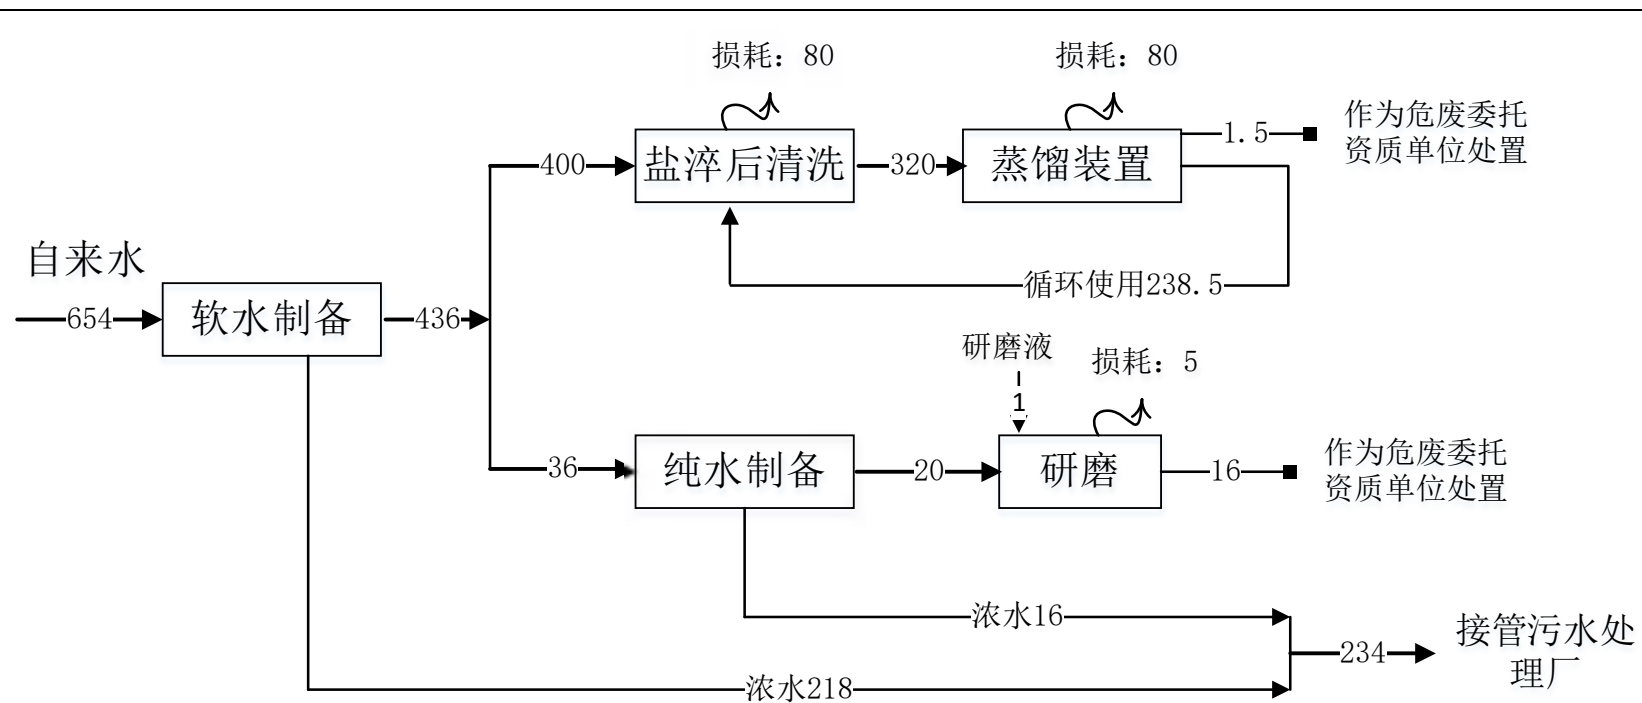 损耗：80
损耗：80
作为危废委托
资质单位处置
1.5
400
盐淬后清洗
320
蒸馏装置
自来水
循环使用238.5
654
软水制备
436
研磨液
损耗：5
1
36
纯水制备
20
研磨
16
作为危废委托
资质单位处置
浓水16
接管污水处
理厂
234
浓水218